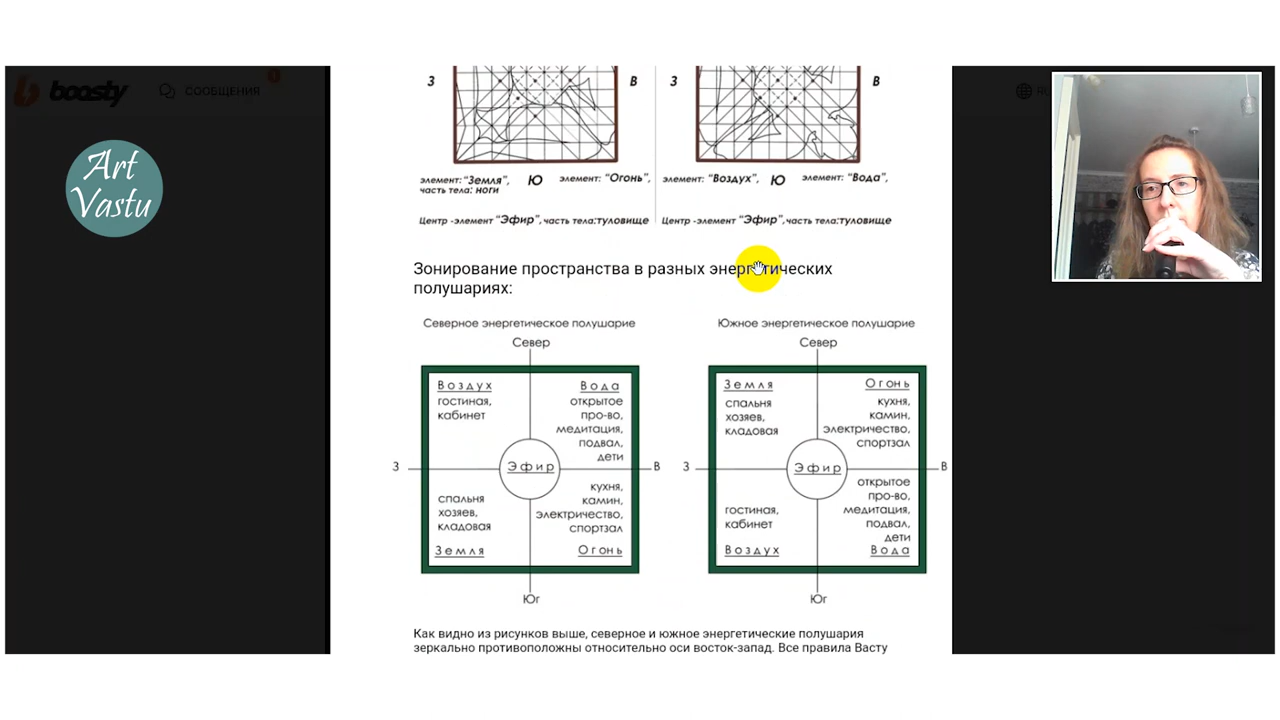 boosty
СООБЩЕНИЯ
1
RU
Art
Vastu
З
В
З
В
элемент: "Земля",
часть тела: ноги
Ю
элемент: "Огонь",
элемент: "Воздух",
Ю
элемент: "Вода",
Центр -элемент "Эфир", часть тела:туловище
Центр -элемент "Эфир", часть тела:туловище
Зонирование пространства в разных энергетических
полушариях:
Северное энергетическое полушарие
Север
Воздух
гостиная,
кабинет
Вода
открытое
про-во,
медитация,
подвал,
дети
З
Эфир
В
спальня
хозяев,
кладовая
Земля
кухня,
камин,
электричество,
спортзал
Огонь
Юг
Южное энергетическое полушарие
Север
Земля
спальня
хозяев,
кладовая
Огонь
кухня,
камин,
электричество,
спортзал
З
Эфир
В
гостиная,
кабинет
Воздух
открытое
про-во,
медитация,
подвал,
дети
Вода
Юг
Как видно из рисунков выше, северное и южное энергетические полушария
зеркально противоположны относительно оси восток-запад. Все правила Васту